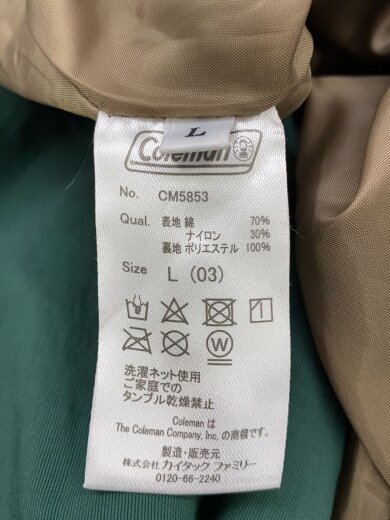 L
Coleman
No. CM5853
Qual. 表地 綿 70%
ナイロン 30%
裏地 ポリエステル 100%
Size L (03)
W
洗濯ネット使用
ご家庭での
タンブル乾燥禁止
Coleman は
The Coleman Company, Inc. の商標です。
製造・販売元
株式会社 カイタック ファミリー
0120-66-2240